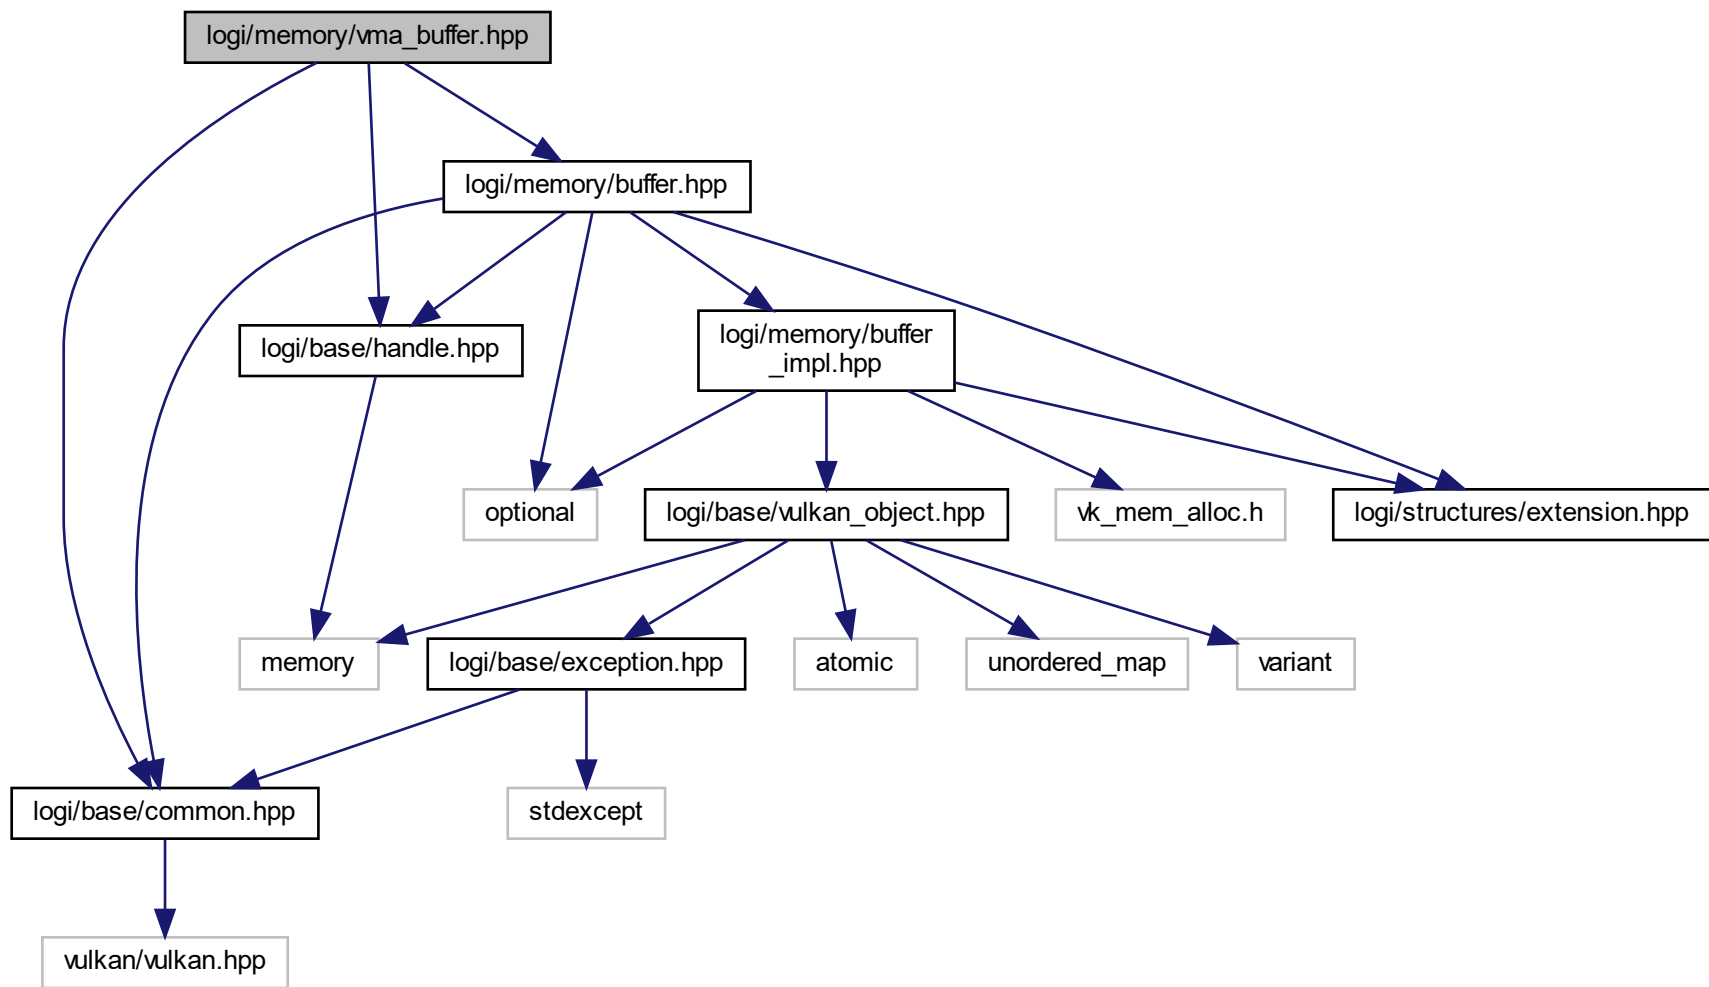 logi/memory/vma_buffer.hpp
logi/memory/buffer.hpp
logi/base/handle.hpp
logi/memory/buffer
_impl.hpp
optional
logi/base/vulkan_object.hpp
vk_mem_alloc.h
logi/structures/extension.hpp
memory
logi/base/exception.hpp
atomic
unordered_map
variant
logi/base/common.hpp
stdexcept
vulkan/vulkan.hpp